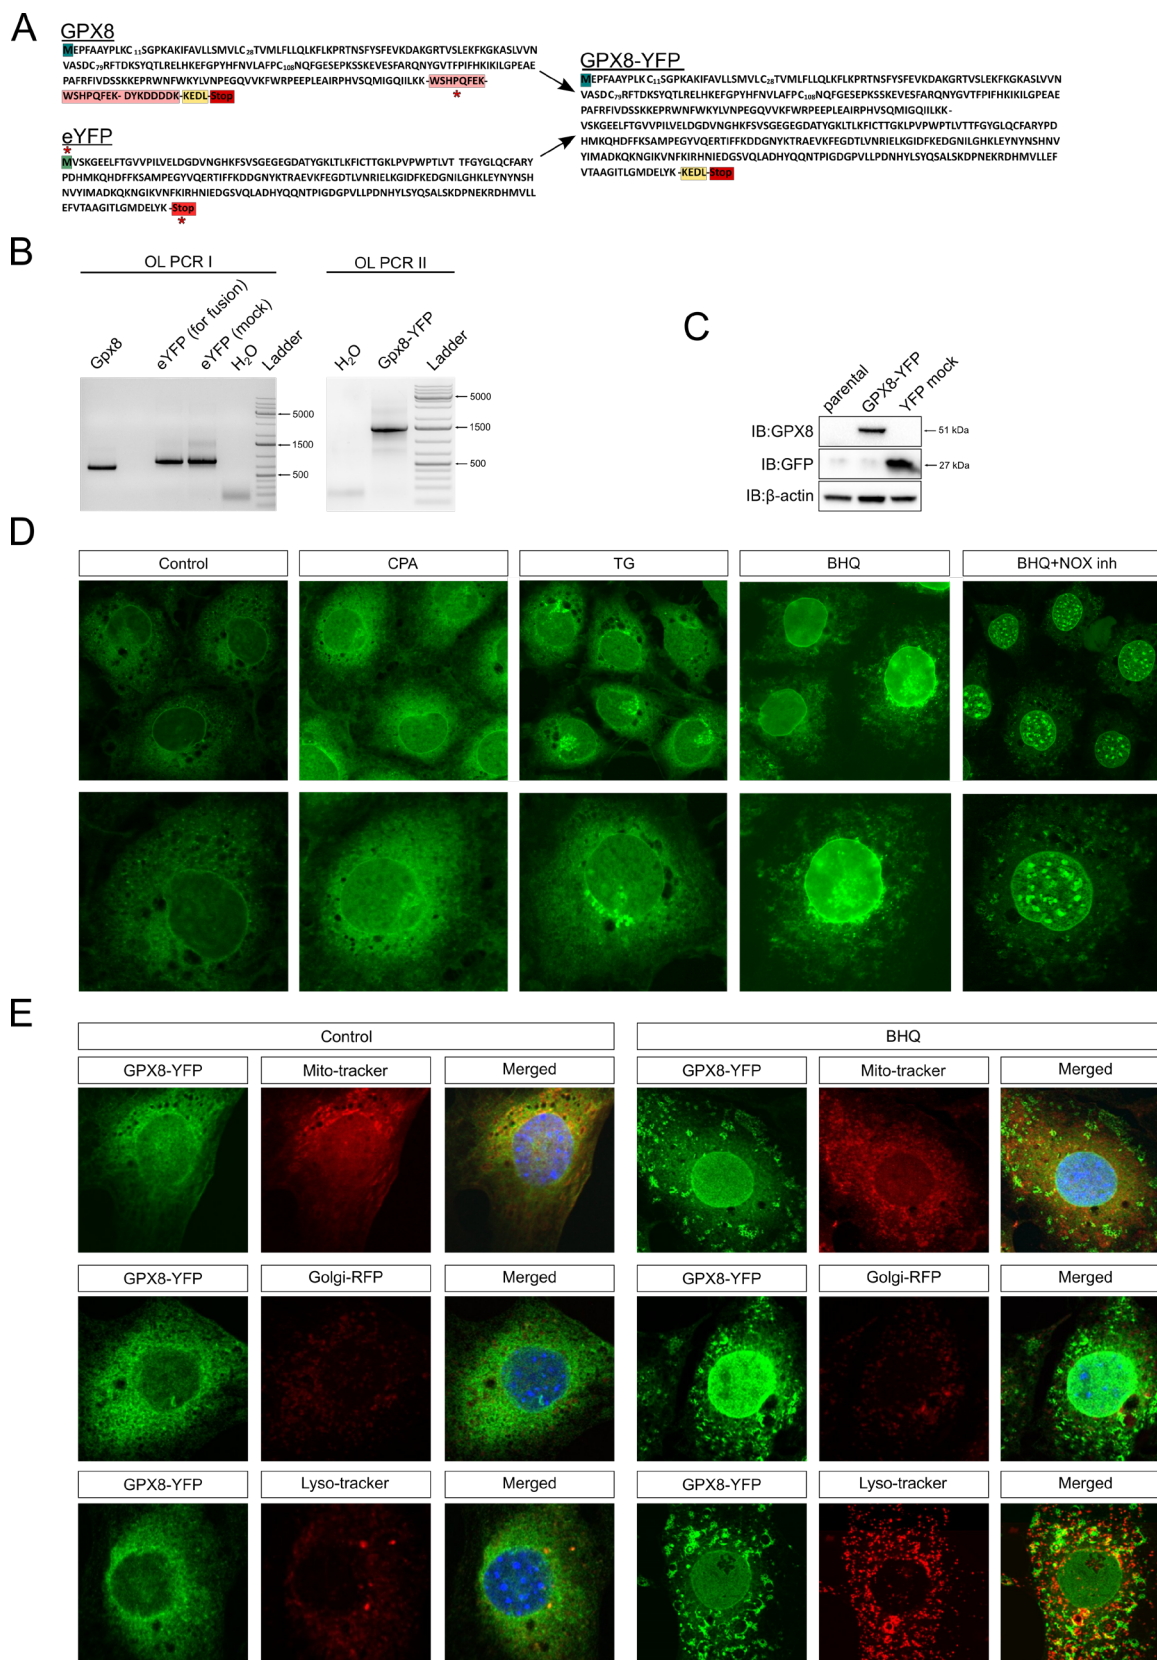 A
GPX8
MEPFAAYPLKC11SGPKAKIFAVLLSMVLC28TVMLFLLQLKFLKPRTNSFYSFEVKDAKGRTVSLEKFKGKASLVVN
VASDC79RFTDKSYQTLRELHKEFGPYHFNVLAFPC108NQFGESEPKSSKEVESFARQNYGVTFPIFHKIKILGPEAE
PAFRFIVDSSKKEPRWNFWKYLVNPEGQVVKFWRPEEPLEAIRPHVSQMIGQIILKK-WSHPQFEK-
WSHPQFEK- DYKDDDDK-KEDL-Stop
*
eYFP
*
MVSKGEELFTGVVPILVELDGDVNGHKFSVSGEGEGDATYGKLTLKFICTTGKLPVPWPTLVT TFGYGLQCFARY
PDHMKQHDFFKSAMPEGYVQERTIFFKDDGNYKTRAEVKFEGDTLVNRIELKGIDFKEDGNILGHKLEYNYNSH
NVYIMADKQKNGIKVNFKIRHNIEDGSVQLADHYQQNTPIGDGPVLLPDNHYLSYQSALSKDPNEKRDHMVLL
EFVTAAGITLGMDELYK -Stop
*
GPX8-YFP
MEPFAAYPLKC11SGPKAKIFAVLLSMVLC28TVMLFLLQLKFLKPRTNSFYSFEVKDAKGRTVSLEKFKGKASLVVN
VASDC79RFTDKSYQTLRELHKEFGPYHFNVLAFPC108NQFGESEPKSSKEVESFARQNYGVTFPIFHKIKILGPEAE
PAFRFIVDSSKKEPRWNFWKYLVNPEGQVVKFWRPEEPLEAIRPHVSQMIGQIILKK-
VSKGEELFTGVVPILVELDGDVNGHKFSVSGEGEGDATYGKLTLKFICTTGKLPVPWPTLVTTFGYGLQCFARYPD
HMKQHDFFKSAMPEGYVQERTIFFKDDGNYKTRAEVKFEGDTLVNRIELKGIDFKEDGNILGHKLEYNYNSHNV
YIMADKQKNGIKVNFKIRHNIEDGSVQLADHYQQNTPIGDGPVLLPDNHYLSYQSALSKDPNEKRDHMVLLEF
VTAAGITLGMDELYK -KEDL-Stop
B
OL PCR I
Gpx8
eYFP (for fusion)
eYFP (mock)
H2O
Ladder
5000
1500
500
OL PCR II
H2O
Gpx8-YFP
Ladder
5000
1500
500
C
parental
GPX8-YFP
YFP mock
IB:GPX8
51 kDa
IB:GFP
27 kDa
IB:β-actin
D
Control
CPA
TG
BHQ
BHQ+NOX inh
E
Control
BHQ
GPX8-YFP
Mito-tracker
Merged
GPX8-YFP
Mito-tracker
Merged
GPX8-YFP
Golgi-RFP
Merged
GPX8-YFP
Golgi-RFP
Merged
GPX8-YFP
Lyso-tracker
Merged
GPX8-YFP
Lyso-tracker
Merged